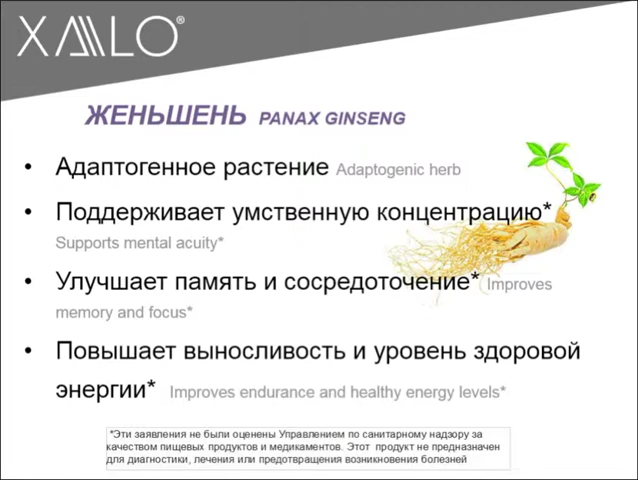 XALO®
ЖЕНЬШЕНЬ PANAX GINSENG
• Адаптогенное растение Adaptogenic herb
• Поддерживает умственную концентрацию*
Supports mental acuity*
• Улучшает память и сосредоточение* Improves
memory and focus*
• Повышает выносливость и уровень здоровой
энергии* Improves endurance and healthy energy levels*
*Эти заявления не были оценены Управлением по санитарному надзору за
качеством пищевых продуктов и медикаментов. Этот продукт не предназначен
для диагностики, лечения или предотвращения возникновения болезней